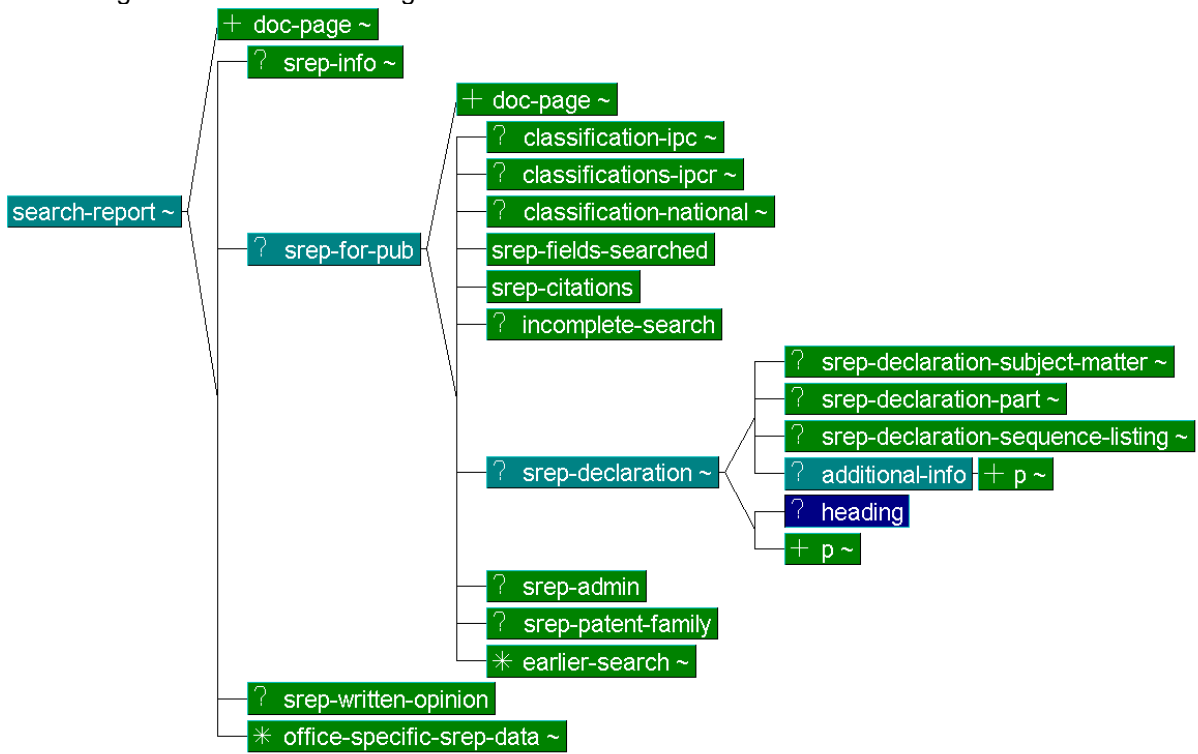 + doc-page ~
? srep-info ~
+ doc-page ~
? classification-ipc ~
? classifications-ipcr ~
search-report ~
? classification-national ~
? srep-for-pub
srep-fields-searched
srep-citations
? incomplete-search
? srep-declaration-subject-matter ~
? srep-declaration-part ~
? srep-declaration-sequence-listing ~
? srep-declaration ~
? additional-info
+ p ~
? heading
+ p ~
? srep-admin
? srep-patent-family
* earlier-search ~
? srep-written-opinion
* office-specific-srep-data ~